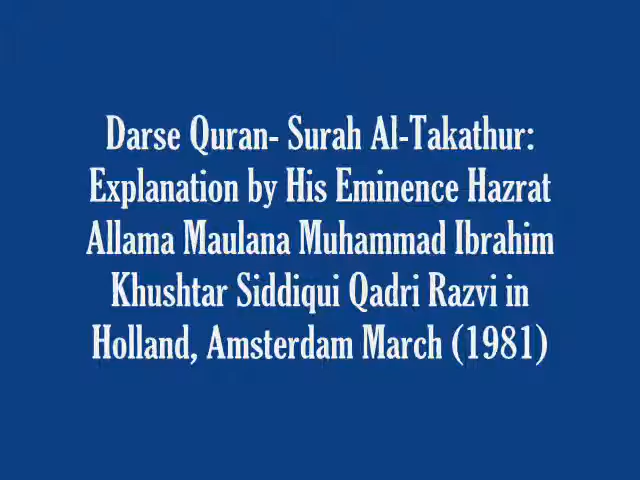 Darse Quran- Surah Al-Takathur:
Explanation by His Eminence Hazrat
Allama Maulana Muhammad Ibrahim
Khushtar Siddiqui Qadri Razvi in
Holland, Amsterdam March (1981)